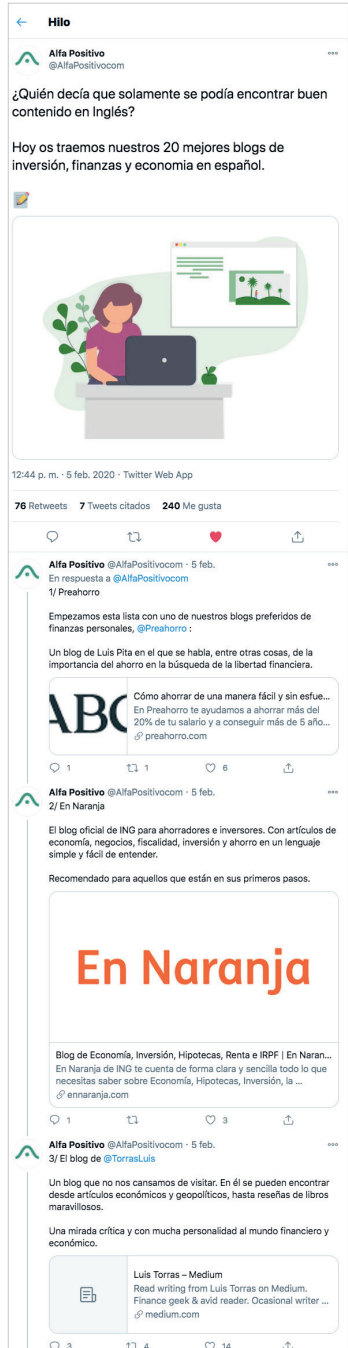 Hilo
Alfa Positivo
@AlfaPositivocom
¿Quién decía que solamente se podía encontrar buen
contenido en Inglés?
Hoy os traemos nuestros 20 mejores blogs de
inversión, finanzas y economia en español.
12:44 p. m. · 5 feb. 2020 · Twitter Web App
76 Retweets 7 Tweets citados 240 Me gusta
Alfa Positivo @AlfaPositivocom · 5 feb.
En respuesta a @AlfaPositivocom
1/ Preahorro
Empezamos esta lista con uno de nuestros blogs preferidos de
finanzas personales, @Preahorro :
Un blog de Luis Pita en el que se habla, entre otras cosas, de la
importancia del ahorro en la búsqueda de la libertad financiera.
ABC
Cómo ahorrar de una manera fácil y sin esfue...
En Preahorro te ayudamos a ahorrar más del
20% de tu salario y a conseguir más de 5 año...
preahorro.com
1 1 6
Alfa Positivo @AlfaPositivocom · 5 feb.
2/ En Naranja
El blog oficial de ING para ahorradores e inversores. Con artículos de
economía, negocios, fiscalidad, inversión y ahorro en un lenguaje
simple y fácil de entender.
Recomendado para aquellos que están en sus primeros pasos.
En Naranja
Blog de Economía, Inversión, Hipotecas, Renta e IRPF | En Naran...
En Naranja de ING te cuenta de forma clara y sencilla todo lo que
necesitas saber sobre Economía, Hipotecas, Inversión, la ...
ennaranja.com
1 3
Alfa Positivo @AlfaPositivocom · 5 feb.
3/ El blog de @TorrasLuis
Un blog que no nos cansamos de visitar. En él se pueden encontrar
desde artículos económicos y geopolíticos, hasta reseñas de libros
maravillosos.
Una mirada crítica y con mucha personalidad al mundo financiero y
económico.
Luis Torras – Medium
Read writing from Luis Torras on Medium.
Finance geek & avid reader. Ocasional writer ...
medium.com
3 4 14